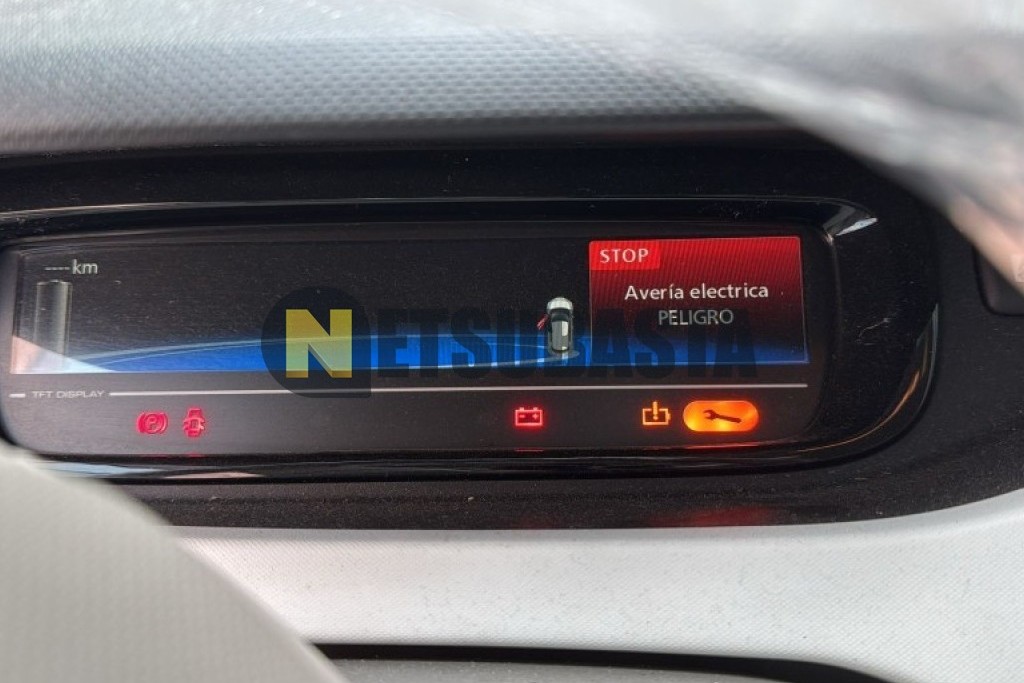 ----km
STOP
Avería electrica
PELIGRO
NETSUBASTA
TFT DISPLAY
P